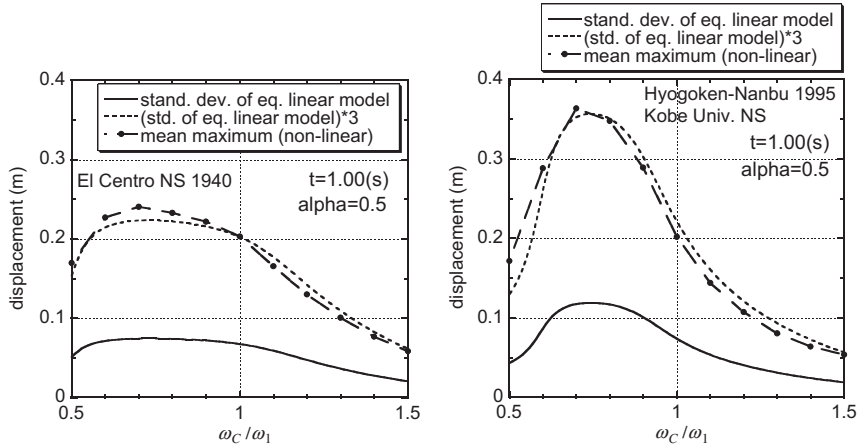 stand. dev. of eq. linear model
(std. of eq. linear model)*3
mean maximum (non-linear)
El Centro NS 1940
t=1.00(s)
alpha=0.5
displacement (m)
0.4
0.3
0.2
0.1
0
0.5
1
1.5
ω_C/ω_1
stand. dev. of eq. linear model
(std. of eq. linear model)*3
mean maximum (non-linear)
Hyogoken-Nanbu 1995
Kobe Univ. NS
t=1.00(s)
alpha=0.5
displacement (m)
0.4
0.3
0.2
0.1
0
0.5
1
1.5
ω_C/ω_1